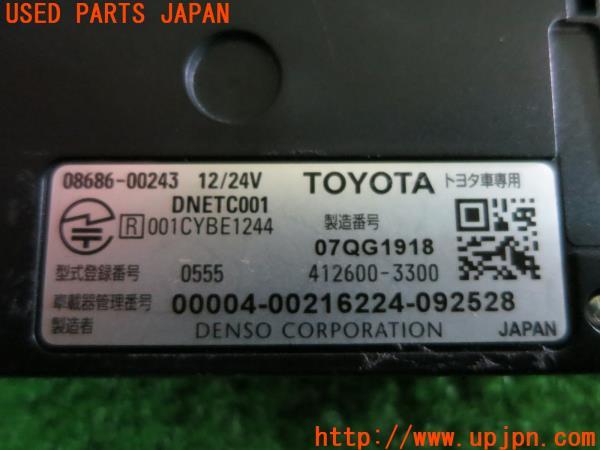 USED PARTS JAPAN
08686-00243 12/24V TOYOTA トヨタ車専用
DNETC001
R 001CYBE1244 製造番号
07QG1918
型式登録番号 0555 412600-3300
車載器管理番号 00004-00216224-092528
製造者 DENSO CORPORATION JAPAN
http://www.upjpn.com